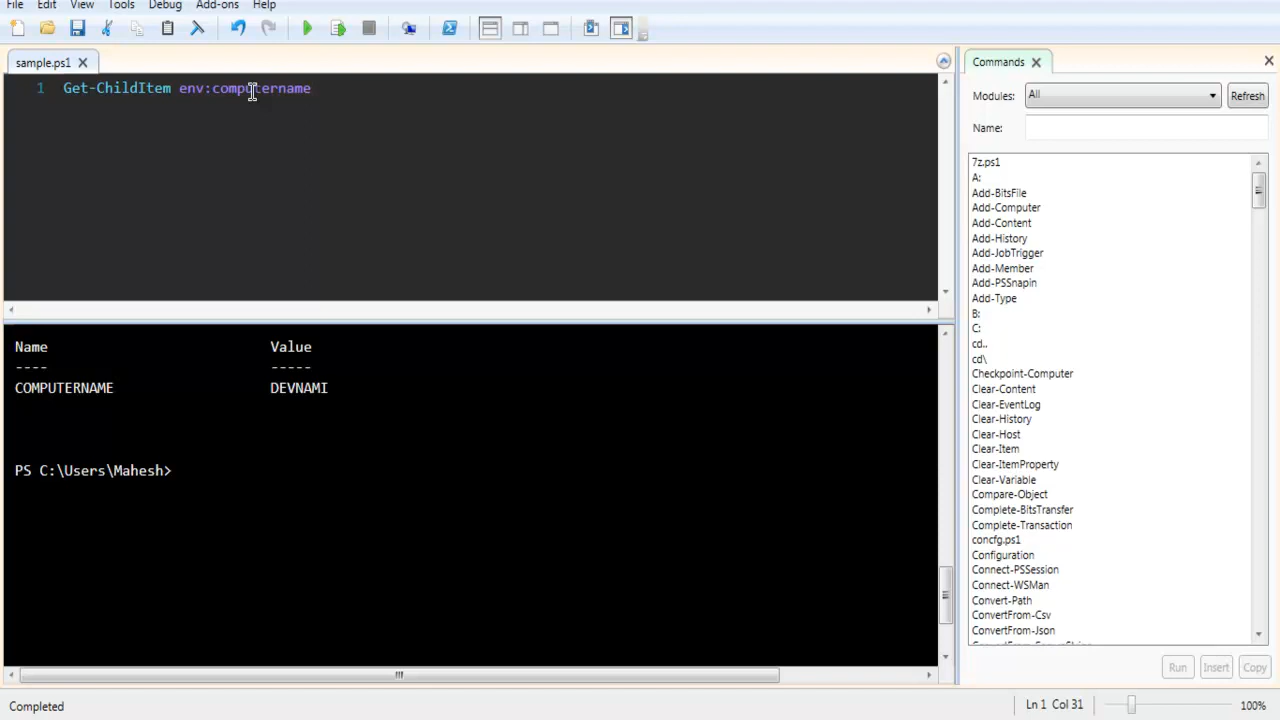 File Edit View Tools Debug Add-ons Help
sample.ps1
1 Get-ChildItem env:computername
Name Value
---- -----
COMPUTERNAME DEVNAMI
PS C:\Users\Mahesh>
Completed
Ln 1 Col 31
100%
Commands
Modules: All Refresh
Name:
7z.ps1
A:
Add-BitsFile
Add-Computer
Add-Content
Add-History
Add-JobTrigger
Add-Member
Add-PSSnapin
Add-Type
B:
C:
cd..
cd\
Checkpoint-Computer
Clear-Content
Clear-EventLog
Clear-History
Clear-Host
Clear-Item
Clear-ItemProperty
Clear-Variable
Compare-Object
Complete-BitsTransfer
Complete-Transaction
concfg.ps1
Configuration
Connect-PSSession
Connect-WSMan
Convert-Path
ConvertFrom-Csv
ConvertFrom-Json
Run Insert Copy